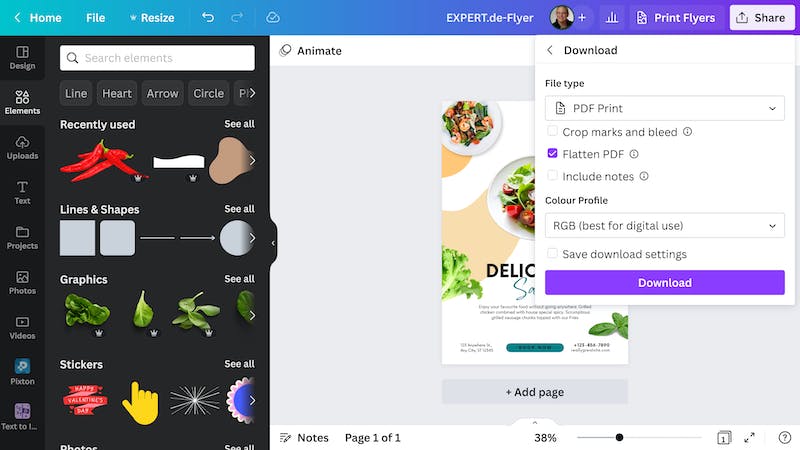 Home
File
Resize
EXPERT.de-Flyer
+
Print Flyers
Share
Design
Elements
Uploads
Text
Projects
Photos
Videos
Pixton
Text to I...
Search elements
Line
Heart
Arrow
Circle
Recently used
See all
Lines & Shapes
See all
Graphics
See all
Stickers
See all
HAPPY
VALENTINE'S
DAY
Photos
See all
Animate
DELIC
Sa
Enjoy your favourite food without going anywhere. Grilled
chicken combined with house special spicy. Scrumptious
grilled sausage chunks topped with our fries
123 Anywhere St.,
Any City, ST 12345
BOOK NOW
+123-456-7890
reallygreatsite.com
+ Add page
Download
File type
PDF Print
Crop marks and bleed
Flatten PDF
Include notes
Colour Profile
RGB (best for digital use)
Save download settings
Download
Notes
Page 1 of 1
38%
1
?